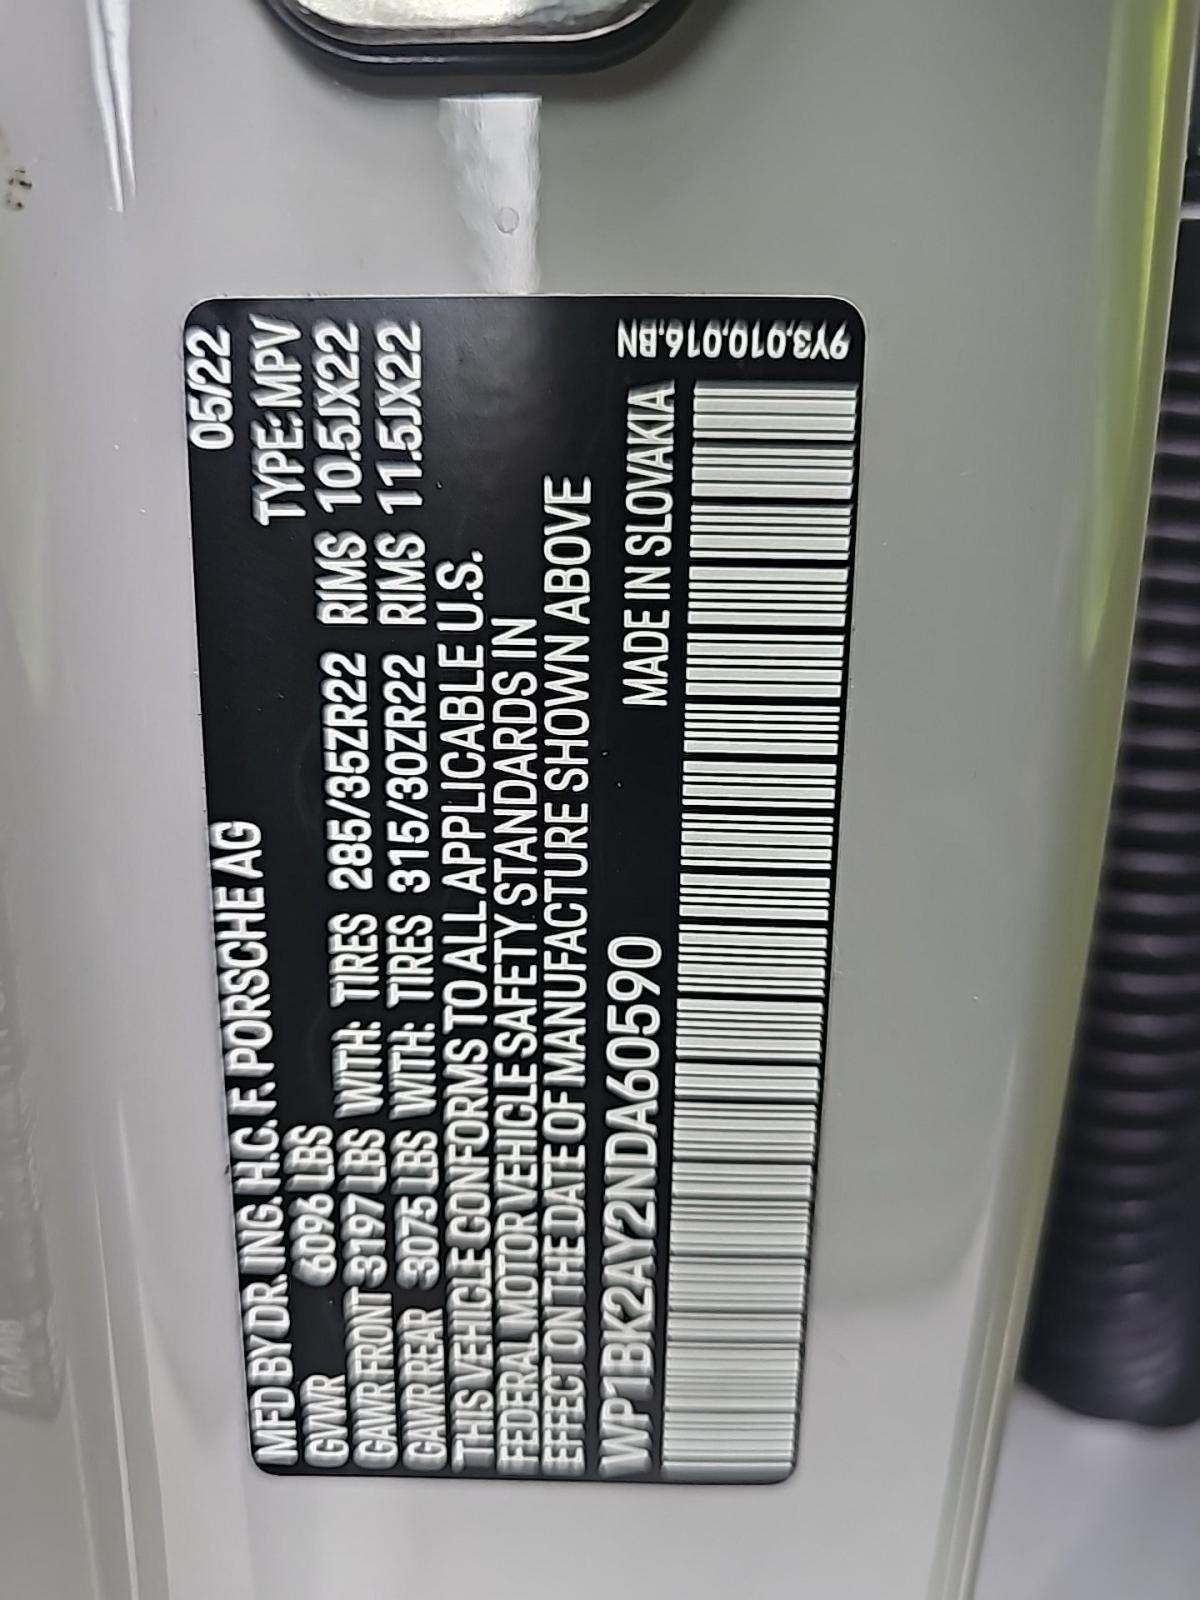 MFD BY DR. ING. H.C. F. PORSCHE AG 05/22
GVWR 6096 LBS TYPE: MPV
GAWR FRONT 3197 LBS WITH: TIRES 285/35ZR22 RIMS 10.5JX22
GAWR REAR 3075 LBS WITH: TIRES 315/30ZR22 RIMS 11.5JX22
THIS VEHICLE CONFORMS TO ALL APPLICABLE U.S.
FEDERAL MOTOR VEHICLE SAFETY STANDARDS IN
EFFECT ON THE DATE OF MANUFACTURE SHOWN ABOVE
WP1BK2AY2NDA60590 MADE IN SLOVAKIA
9Y3.010.016.BN